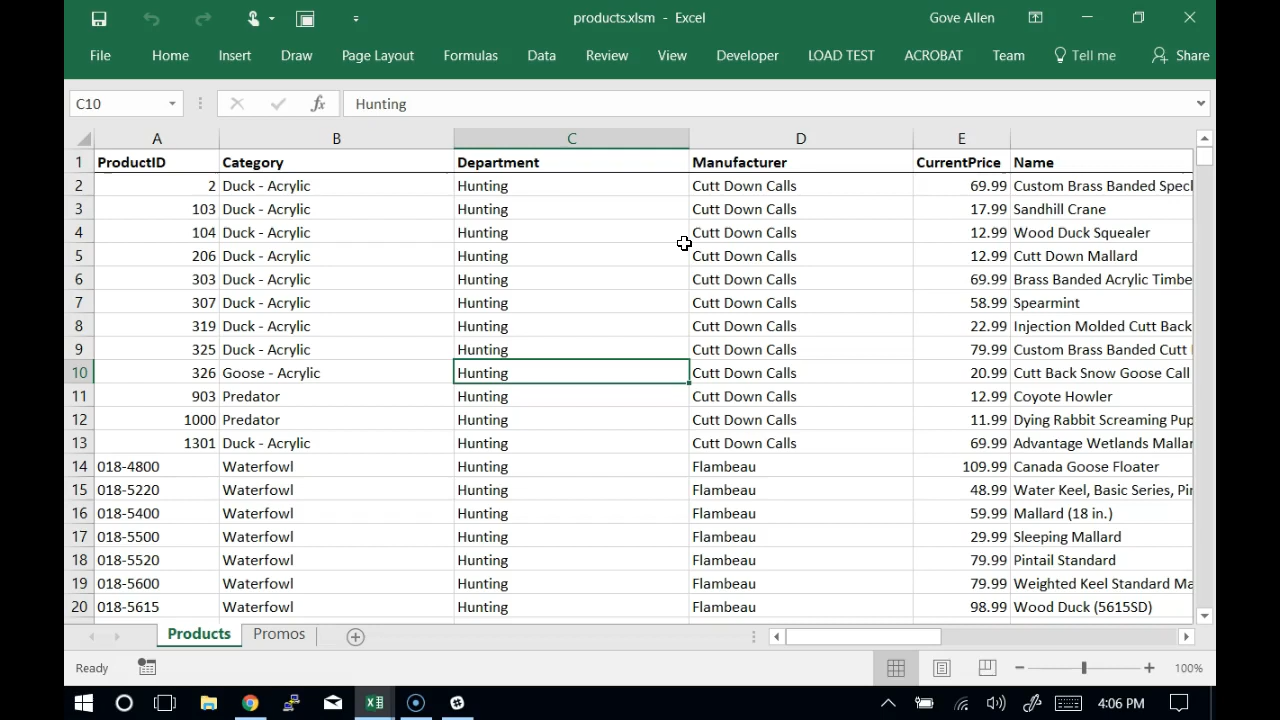 products.xlsm - Excel
Gove Allen
File Home Insert Draw Page Layout Formulas Data Review View Developer LOAD TEST ACROBAT Team Tell me Share
C10 fx Hunting
A B C D E
1 ProductID Category Department Manufacturer CurrentPrice Name
2 2 Duck - Acrylic Hunting Cutt Down Calls 69.99 Custom Brass Banded Specl
3 103 Duck - Acrylic Hunting Cutt Down Calls 17.99 Sandhill Crane
4 104 Duck - Acrylic Hunting Cutt Down Calls 12.99 Wood Duck Squealer
5 206 Duck - Acrylic Hunting Cutt Down Calls 12.99 Cutt Down Mallard
6 303 Duck - Acrylic Hunting Cutt Down Calls 69.99 Brass Banded Acrylic Timbe
7 307 Duck - Acrylic Hunting Cutt Down Calls 58.99 Spearmint
8 319 Duck - Acrylic Hunting Cutt Down Calls 22.99 Injection Molded Cutt Back
9 325 Duck - Acrylic Hunting Cutt Down Calls 79.99 Custom Brass Banded Cutt
10 326 Goose - Acrylic Hunting Cutt Down Calls 20.99 Cutt Back Snow Goose Call
11 903 Predator Hunting Cutt Down Calls 12.99 Coyote Howler
12 1000 Predator Hunting Cutt Down Calls 11.99 Dying Rabbit Screaming Pup
13 1301 Duck - Acrylic Hunting Cutt Down Calls 69.99 Advantage Wetlands Mallar
14 018-4800 Waterfowl Hunting Flambeau 109.99 Canada Goose Floater
15 018-5220 Waterfowl Hunting Flambeau 48.99 Water Keel, Basic Series, Pin
16 018-5400 Waterfowl Hunting Flambeau 59.99 Mallard (18 in.)
17 018-5500 Waterfowl Hunting Flambeau 29.99 Sleeping Mallard
18 018-5520 Waterfowl Hunting Flambeau 79.99 Pintail Standard
19 018-5600 Waterfowl Hunting Flambeau 79.99 Weighted Keel Standard Ma
20 018-5615 Waterfowl Hunting Flambeau 98.99 Wood Duck (5615SD)
Products Promos
Ready 100%
4:06 PM